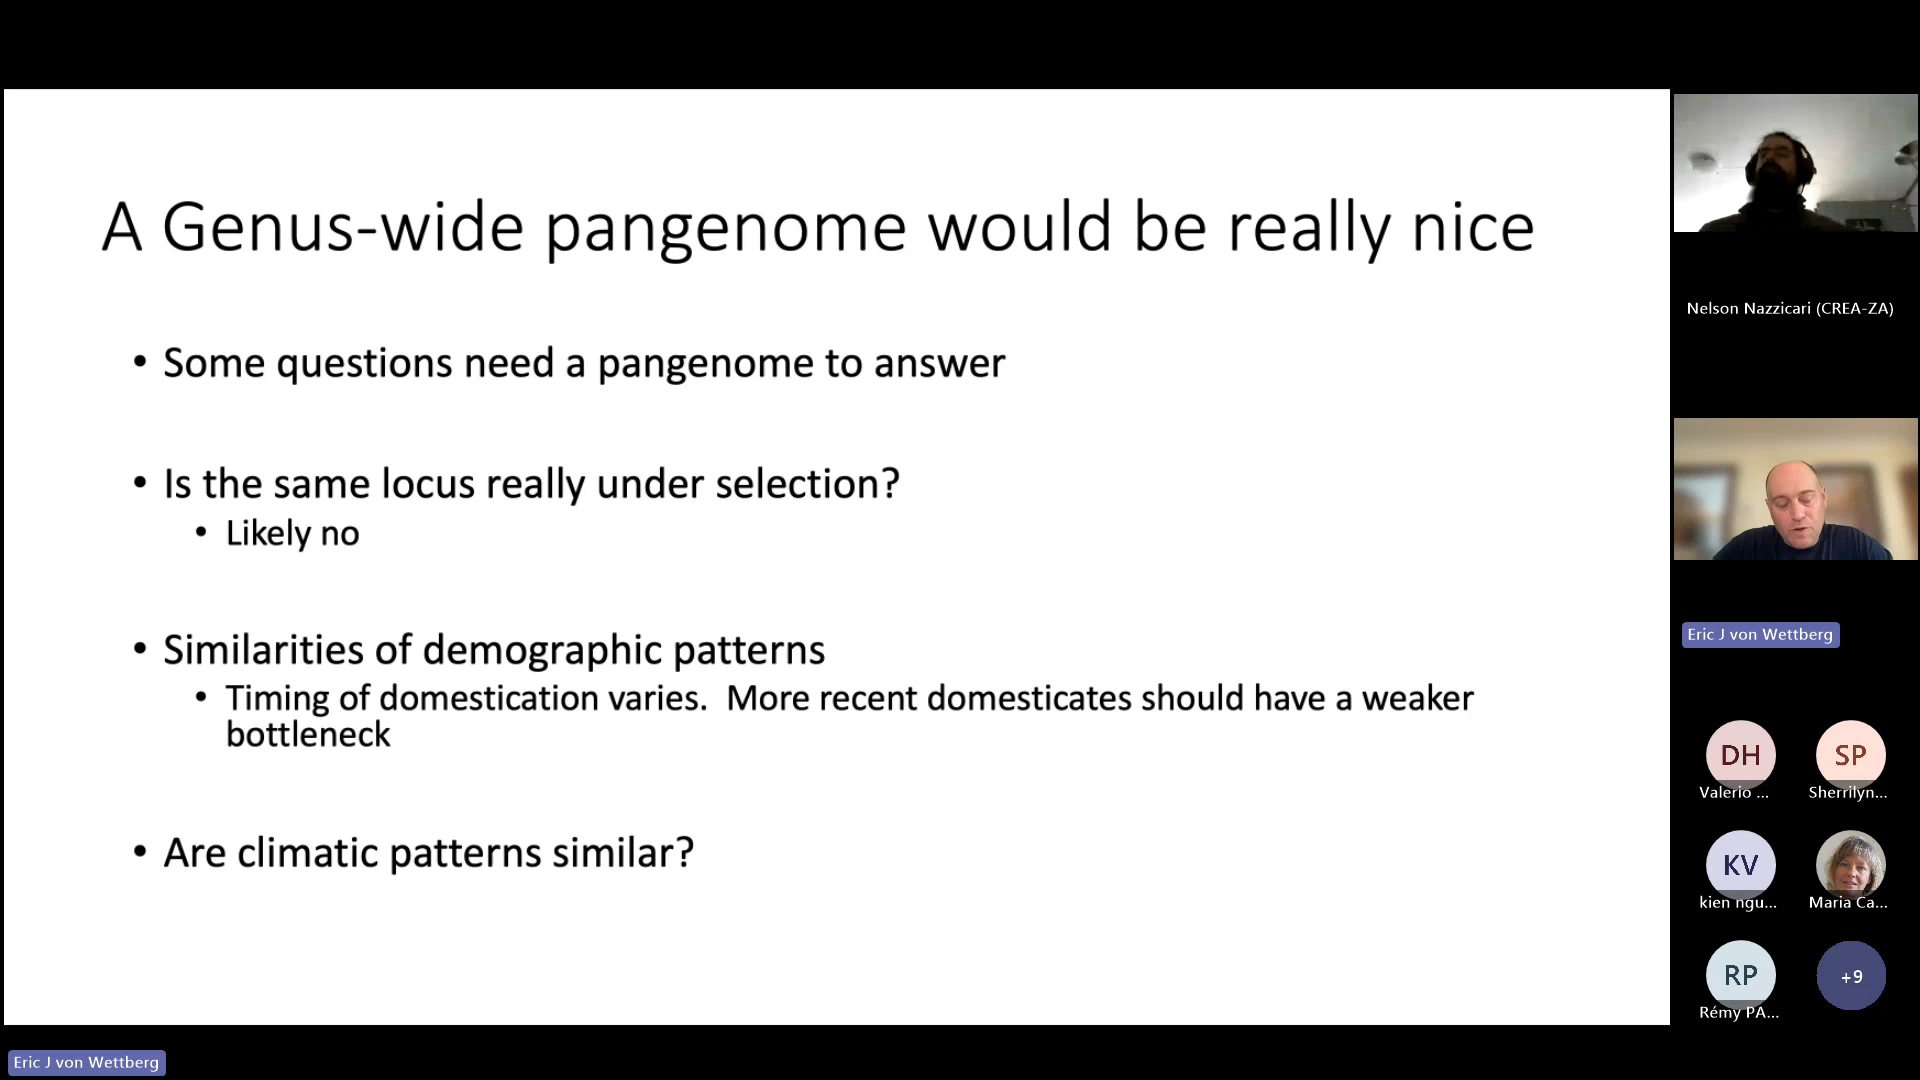 A Genus-wide pangenome would be really nice
• Some questions need a pangenome to answer
• Is the same locus really under selection?
• Likely no
• Similarities of demographic patterns
• Timing of domestication varies.  More recent domesticates should have a weaker
bottleneck
• Are climatic patterns similar?
Nelson Nazzicari (CREA-ZA)
Eric J von Wettberg
DH
Valerio ...
SP
Sherrilyn...
KV
kien ngu...
Maria Ca...
RP
Rémy PA...
+9
Eric J von Wettberg